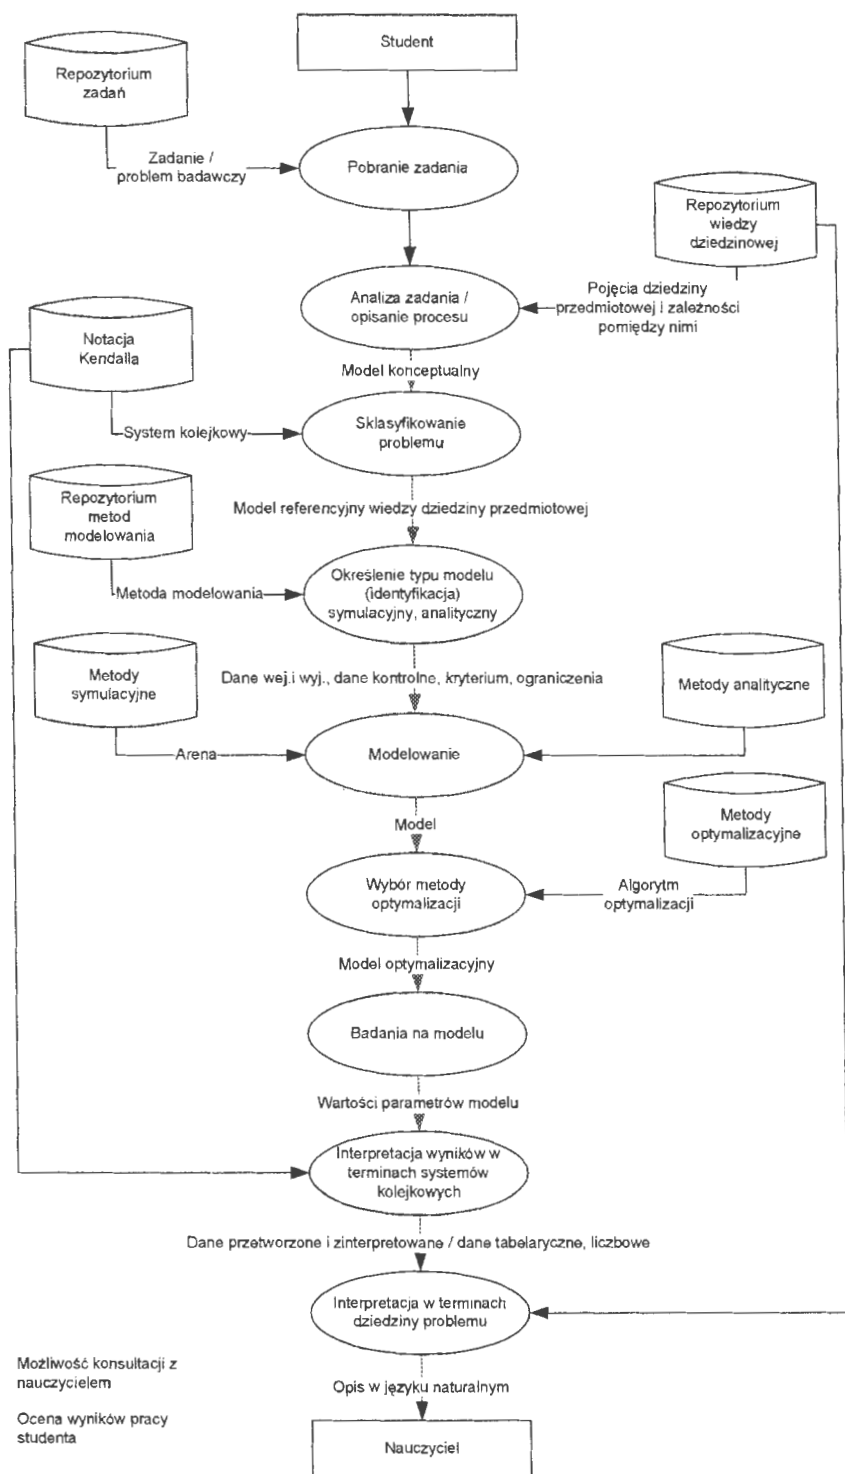 Student
Repozytorium
zadań
Zadanie /
problem badawczy
Pobranie zadania
Repozytorium
wiedzy
dziedzinowej
Analiza zadania /
opisanie procesu
Pojęcia dziedziny
przedmiotowej i zależności
pomiędzy nimi
Notacja
Kendalla
Model konceptualny
System kolejkowy
Sklasyfikowanie
problemu
Repozytorium
metod
modelowania
Model referencyjny wiedzy dziedziny przedmiotowej
Metoda modelowania
Określenie typu modelu
(identyfikacja)
symulacyjny, analityczny
Metody
symulacyjne
Dane wej.i wyj., dane kontrolne, kryterium, ograniczenia
Metody analityczne
Arena
Modelowanie
Model
Metody
optymalizacyjne
Wybór metody
optymalizacji
Algorytm
optymalizacji
Model optymalizacyjny
Badania na modelu
Wartości parametrów modelu
Interpretacja wyników w
terminach systemów
kolejkowych
Dane przetworzone i zinterpretowane / dane tabelaryczne, liczbowe
Interpretacja w terminach
dziedziny problemu
Możliwość konsultacji z
nauczycielem
Opis w języku naturalnym
Ocena wyników pracy
studenta
Nauczyciel